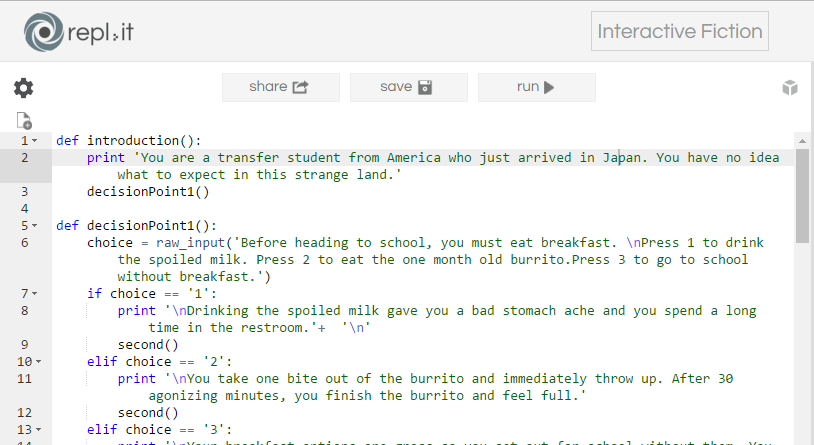 repl.it
Interactive Fiction
share
save
run
1 def introduction():
2 print 'You are a transfer student from America who just arrived in Japan. You have no idea
what to expect in this strange land.'
3 decisionPoint1()
4
5 def decisionPoint1():
6 choice = raw_input('Before heading to school, you must eat breakfast. \nPress 1 to drink
the spoiled milk. Press 2 to eat the one month old burrito.Press 3 to go to school
without breakfast.')
7 if choice == '1':
8 print '\nDrinking the spoiled milk gave you a bad stomach ache and you spend a long
time in the restroom.'+  '\n'
9 second()
10 elif choice == '2':
11 print '\nYou take one bite out of the burrito and immediately throw up. After 30
agonizing minutes, you finish the burrito and feel full.'
12 second()
13 elif choice == '3':